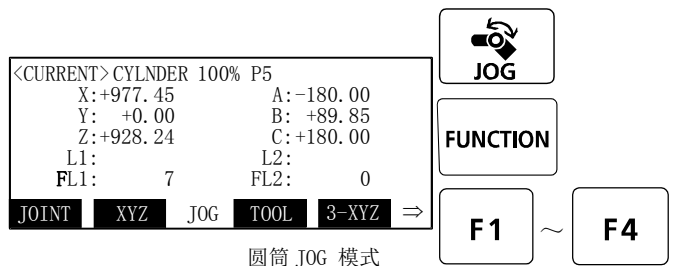 <CURRENT> CYLNDER 100% P5
X:+977.45 A:-180.00
Y: +0.00 B: +89.85
Z:+928.24 C:+180.00
L1: L2:
FL1: 7 FL2: 0
JOINT XYZ JOG TOOL 3-XYZ ⇒
圆筒 JOG 模式
JOG
FUNCTION
F1 ~ F4